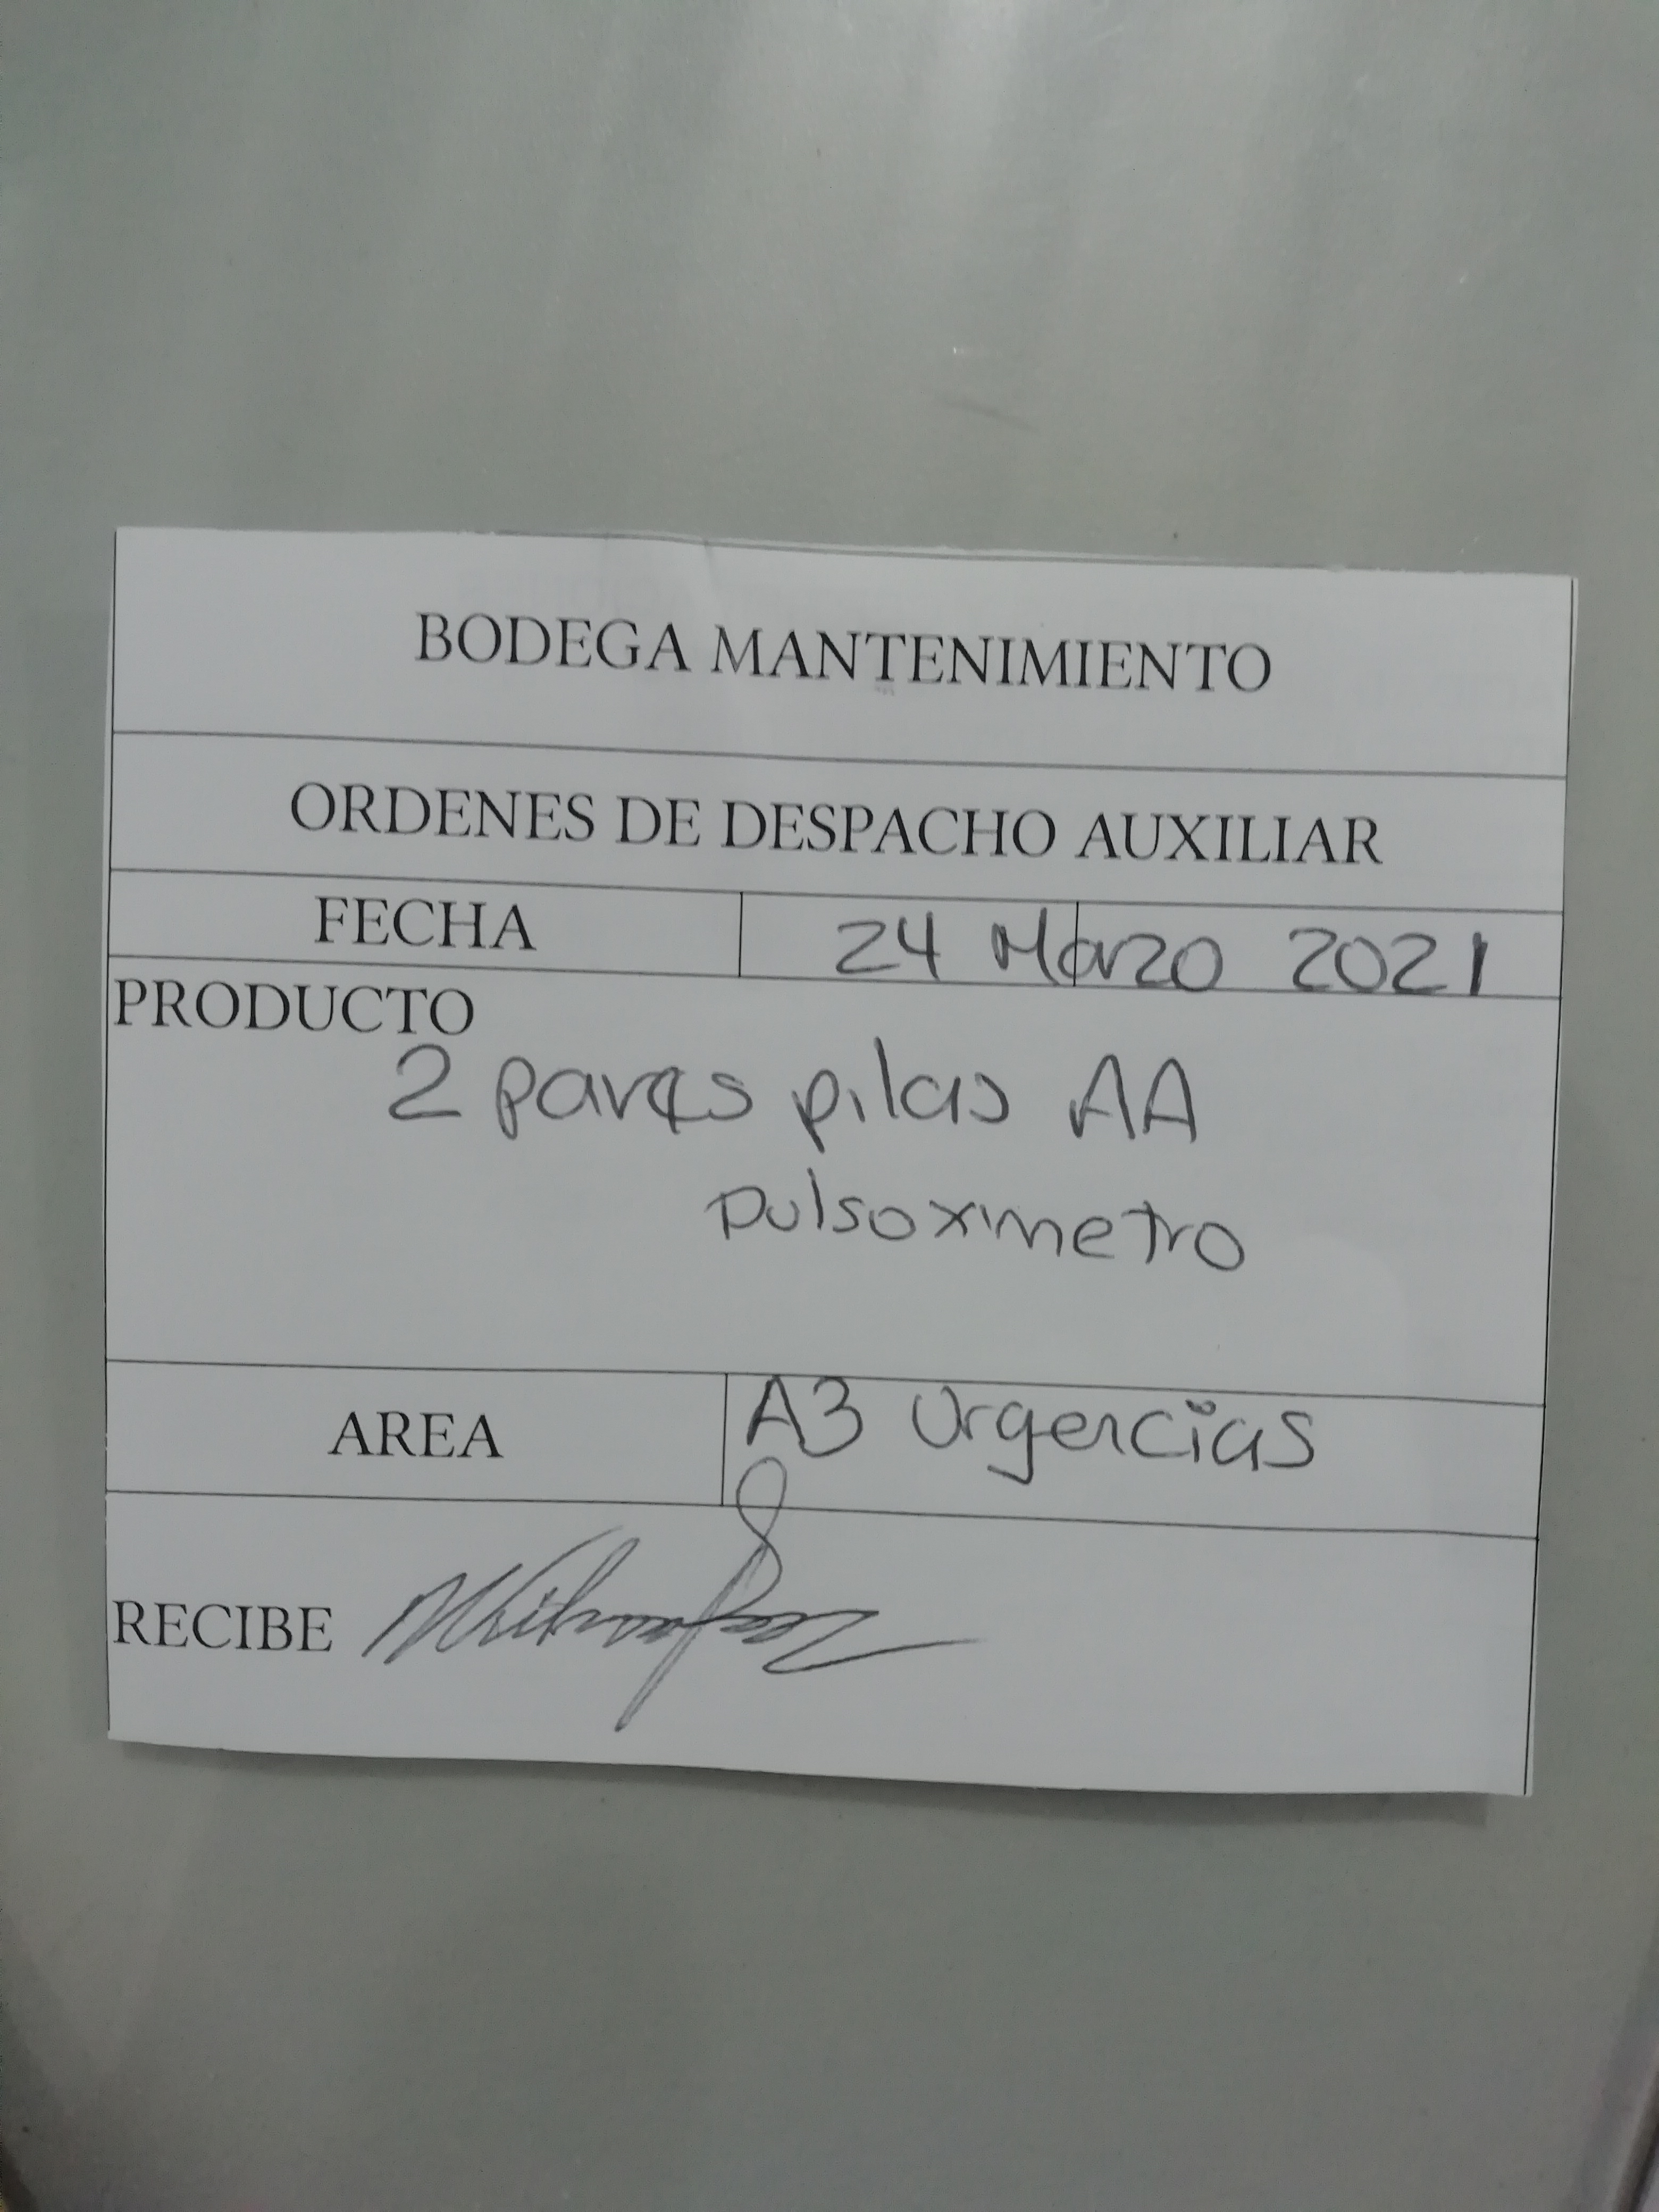 BODEGA MANTENIMIENTO
ORDENES DE DESPACHO AUXILIAR
FECHA 24 Marzo 2021
PRODUCTO
2 pares pilas AA
pulsoximetro
AREA A3 Urgencias
RECIBE